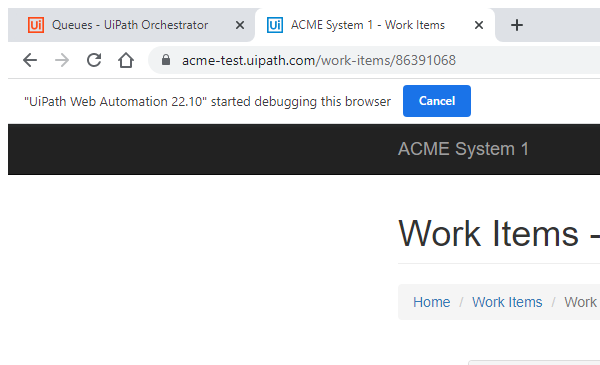 Ui Queues - UiPath Orchestrator Ui ACME System 1 - Work Items
acme-test.uipath.com/work-items/86391068
"UiPath Web Automation 22.10" started debugging this browser Cancel
ACME System 1
Work Items -
Home / Work Items / Work